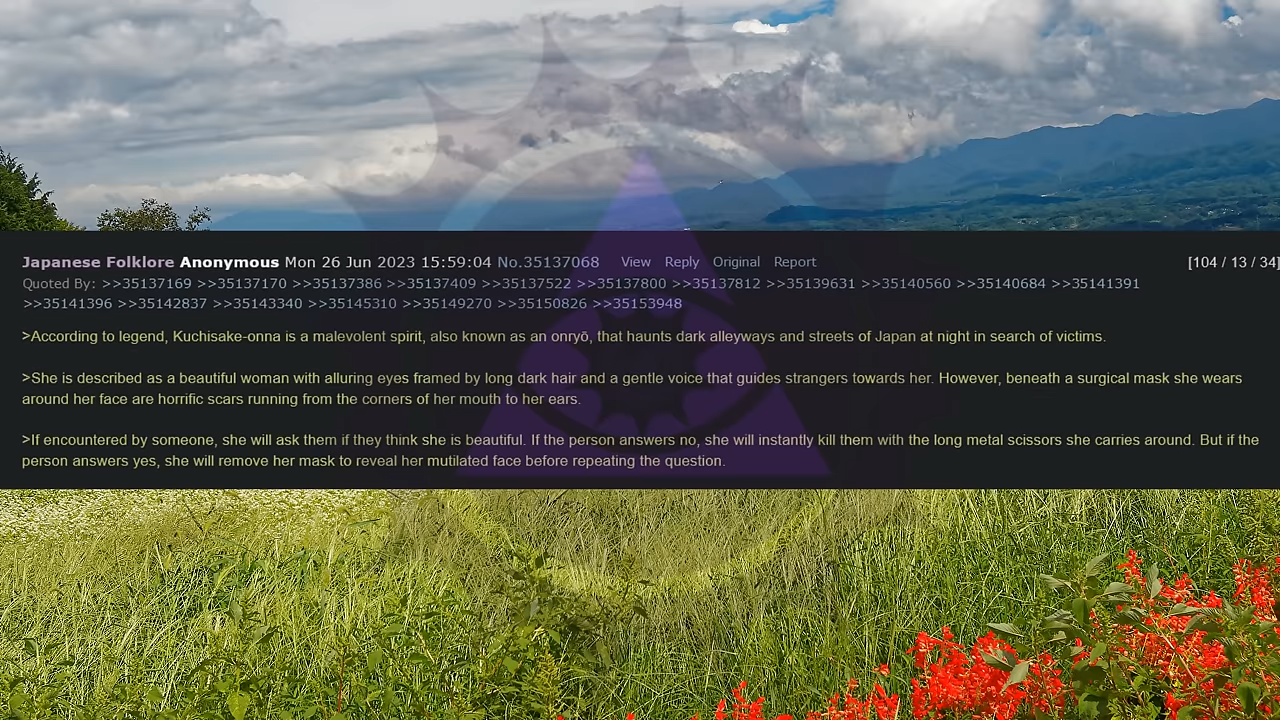 Japanese Folklore Anonymous Mon 26 Jun 2023 15:59:04 No.35137068 View Reply Original Report [104 / 13 / 34]
Quoted By: >>35137169 >>35137170 >>35137386 >>35137409 >>35137522 >>35137800 >>35137812 >>35139631 >>35140560 >>35140684 >>35141391
>>35141396 >>35142837 >>35143340 >>35145310 >>35149270 >>35150826 >>35153948
>According to legend, Kuchisake-onna is a malevolent spirit, also known as an onryō, that haunts dark alleyways and streets of Japan at night in search of victims.
>She is described as a beautiful woman with alluring eyes framed by long dark hair and a gentle voice that guides strangers towards her. However, beneath a surgical mask she wears
around her face are horrific scars running from the corners of her mouth to her ears.
>If encountered by someone, she will ask them if they think she is beautiful. If the person answers no, she will instantly kill them with the long metal scissors she carries around. But if the
person answers yes, she will remove her mask to reveal her mutilated face before repeating the question.